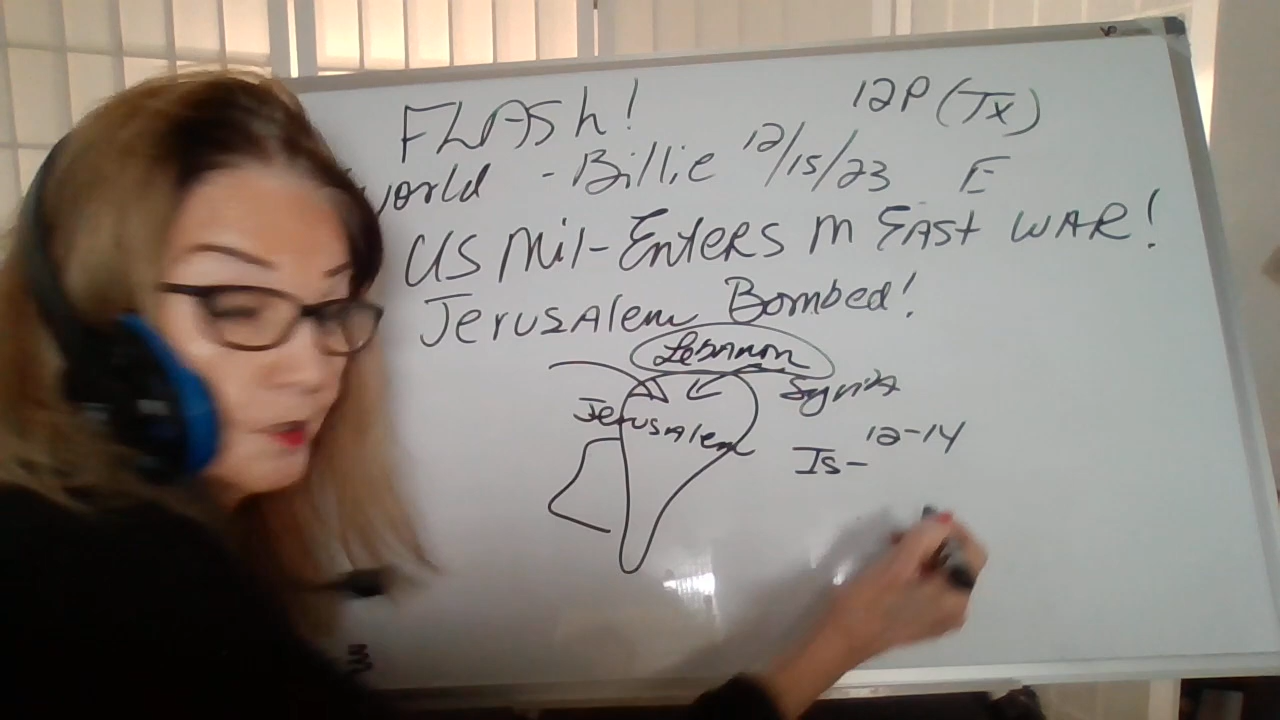 FLASh! 12P (Tx)
world - Billie 12/15/23 E
US Mil-Enters M EAST WAR!
Jerusalem Bombed!
Lebanon
Jerusalem
Is- 12-14